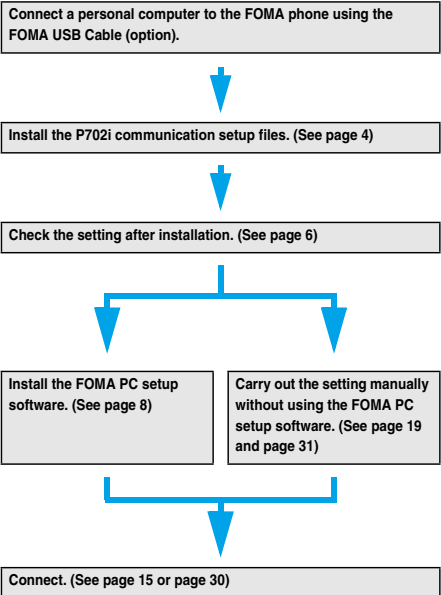 Connect a personal computer to the FOMA phone using the
FOMA USB Cable (option).
Install the P702i communication setup files. (See page 4)
Check the setting after installation. (See page 6)
Install the FOMA PC setup
software. (See page 8)
Carry out the setting manually
without using the FOMA PC
setup software. (See page 19
and page 31)
Connect. (See page 15 or page 30)